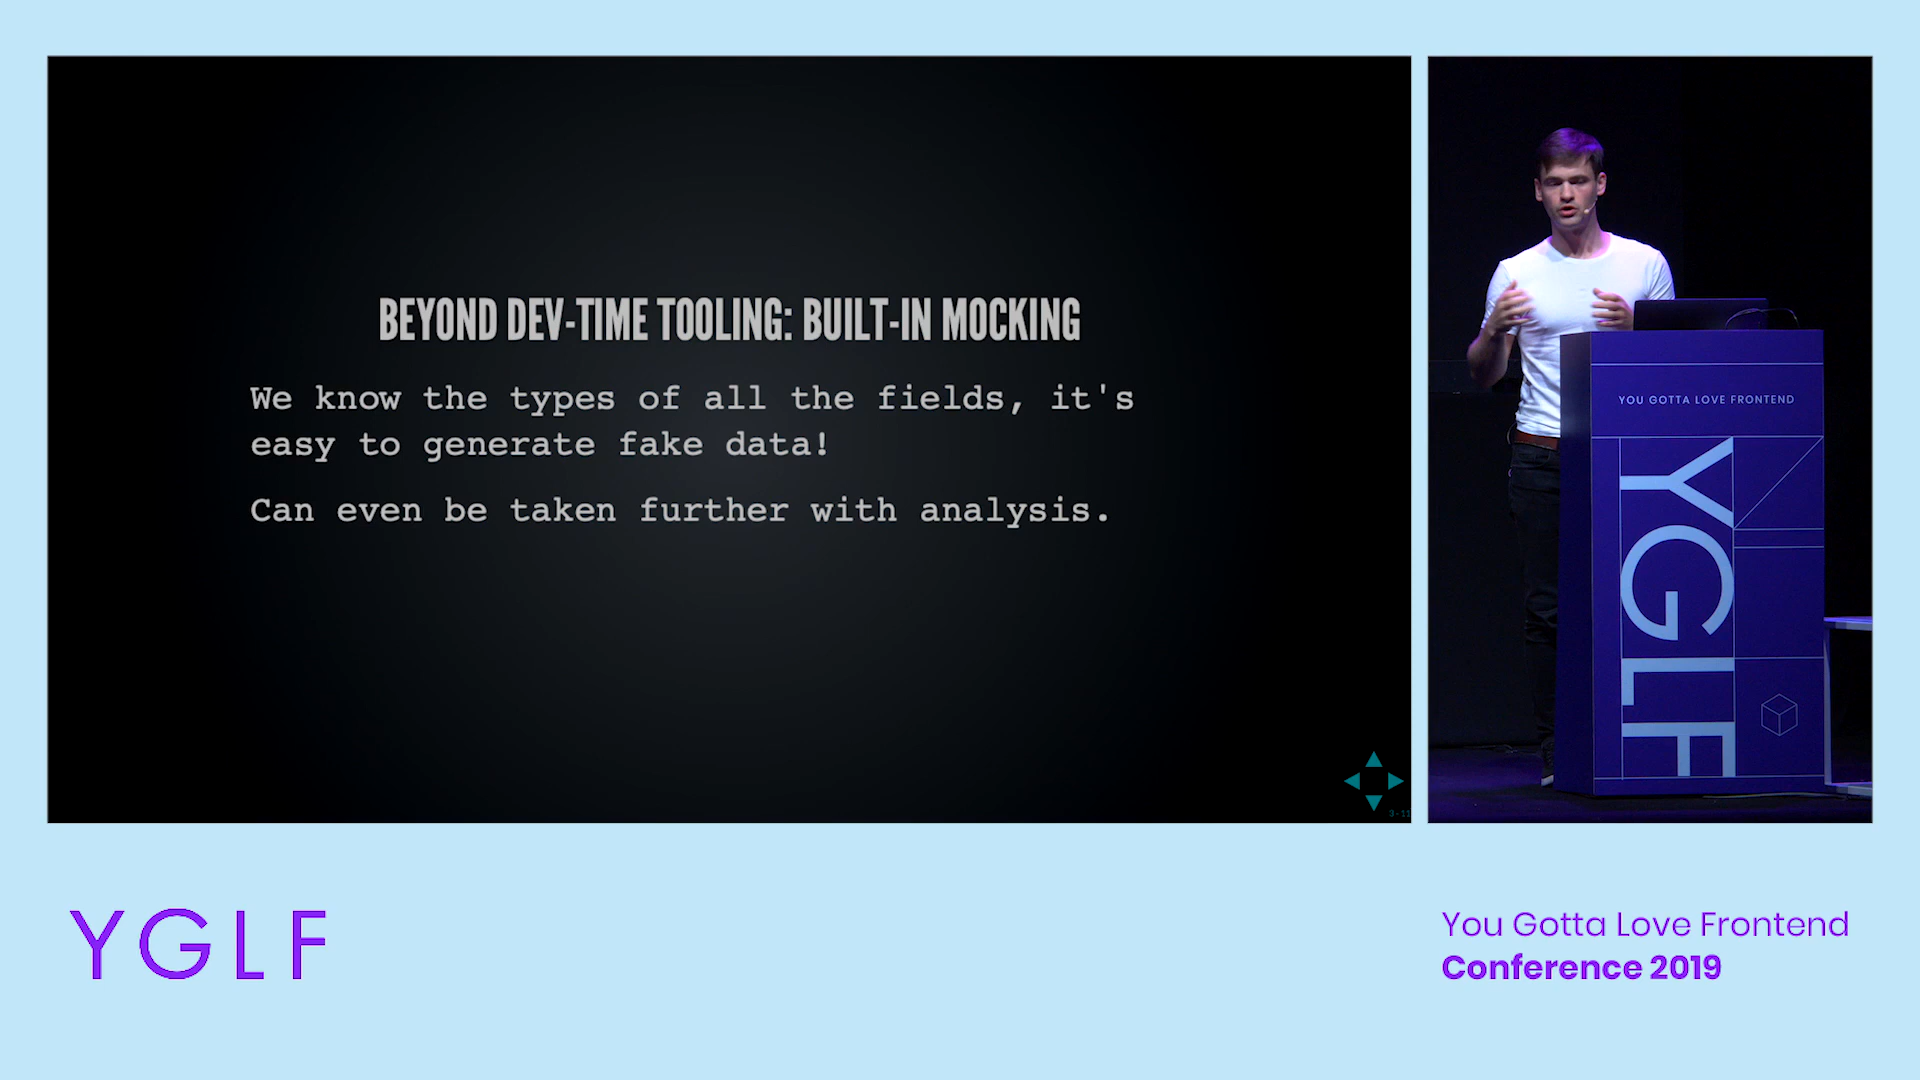 BEYOND DEV-TIME TOOLING: BUILT-IN MOCKING
We know the types of all the fields, it's
easy to generate fake data!
Can even be taken further with analysis.
3-11
YOU GOTTA LOVE FRONTEND
YGLF
YGLF
You Gotta Love Frontend
Conference 2019